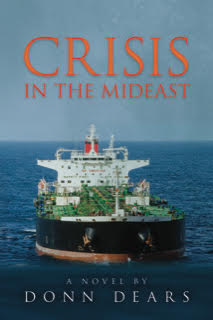 CRISIS
IN THE MIDEAST
A NOVEL BY
DONN DEARS